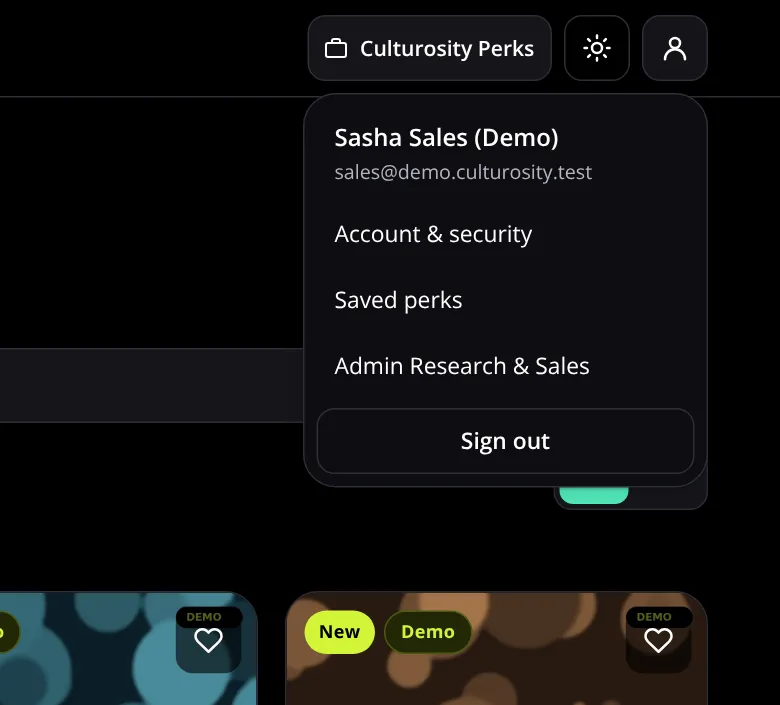 Culturosity Perks
Sasha Sales (Demo)
sales@demo.culturosity.test
Account & security
Saved perks
Admin Research & Sales
Sign out
DEMO
New
Demo
DEMO